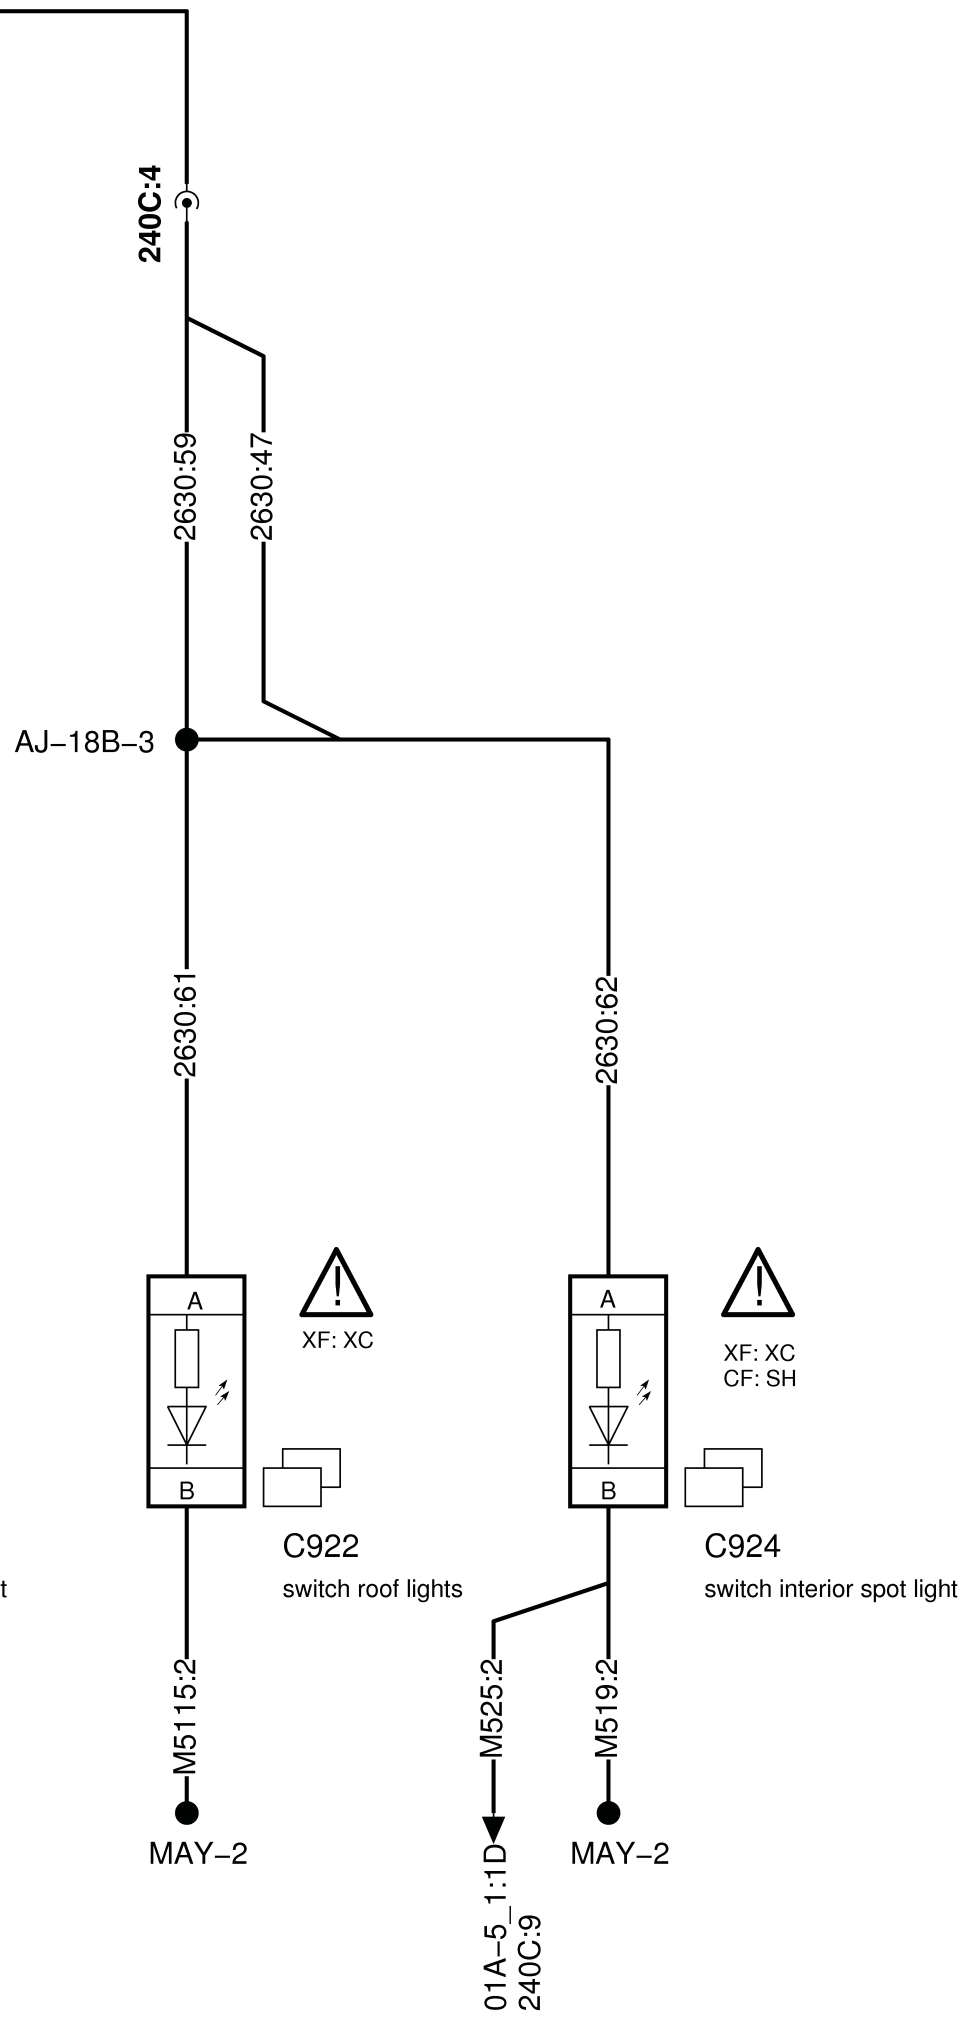 240C:4
2630:59
2630:47
AJ–18B–3
2630:61
2630:62
A
!
XF: XC
A
!
XF: XC
CF: SH
B
B
C922
switch roof lights
C924
switch interior spot light
t
M5115:2
M525:2
M519:2
MAY–2
MAY–2
01A–5_1:1D
240C:9